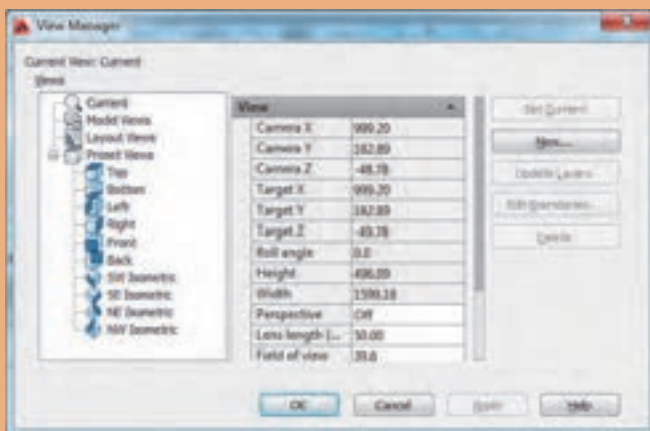 View Manager
Current View: Current
Views
Current
Model Views
Layout Views
Preset Views
Top
Bottom
Left
Right
Front
Back
SW Isometric
SE Isometric
NE Isometric
NW Isometric
View
Camera X 999.20
Camera Y 162.89
Camera Z -48.78
Target X 999.20
Target Y 162.89
Target Z -49.78
Roll angle 0.0
Height 496.89
Width 1599.18
Perspective Off
Lens length (... 50.00
Field of view 39.6
Set Current
New...
Update Layers
Edit Boundaries...
Delete
OK
Cancel
Apply
Help